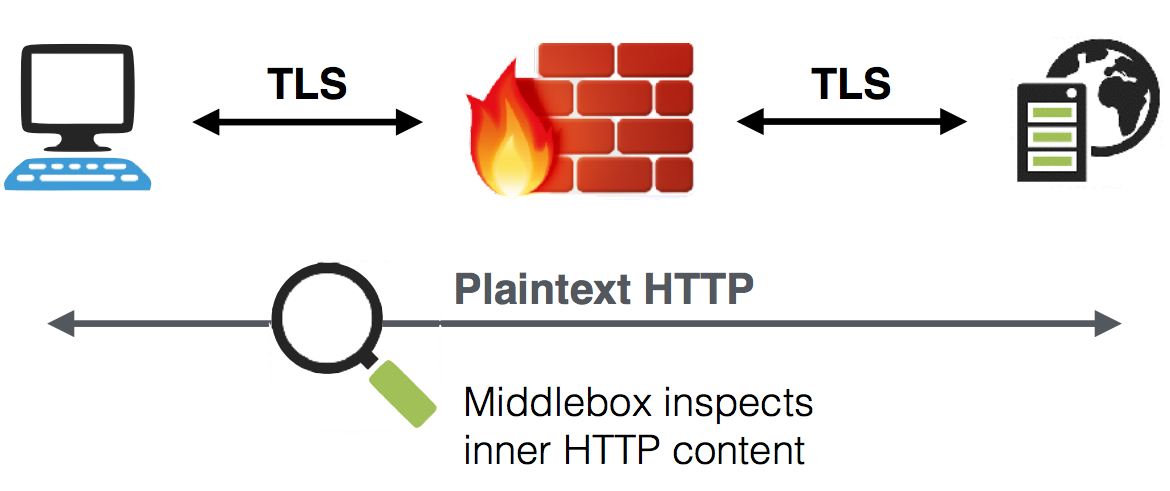 TLS
TLS
Plaintext HTTP
Middlebox inspects
inner HTTP content